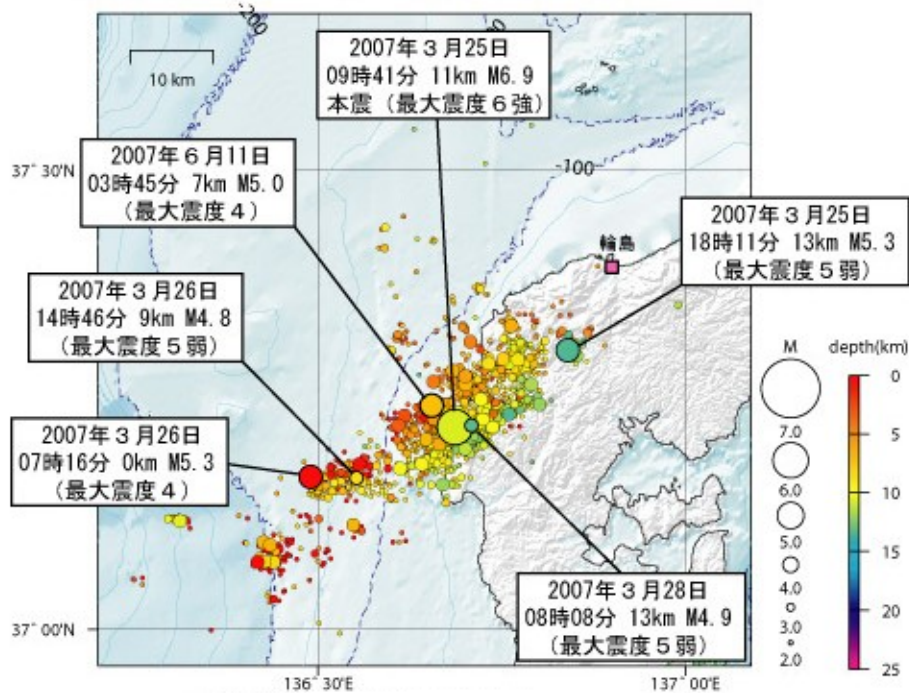 -200
10 km
2007年3月25日
09時41分 11km M6.9
本震（最大震度6強）
2007年6月11日
03時45分 7km M5.0
（最大震度4）
37° 30'N
-100
2007年3月25日
18時11分 13km M5.3
（最大震度5弱）
輪島
2007年3月26日
14時46分 9km M4.8
（最大震度5弱）
2007年3月26日
07時16分 0km M5.3
（最大震度4）
M
7.0
6.0
5.0
4.0
3.0
2.0
depth(km)
0
5
10
15
20
25
2007年3月28日
08時08分 13km M4.9
（最大震度5弱）
37° 00'N
136° 30'E
137° 00'E